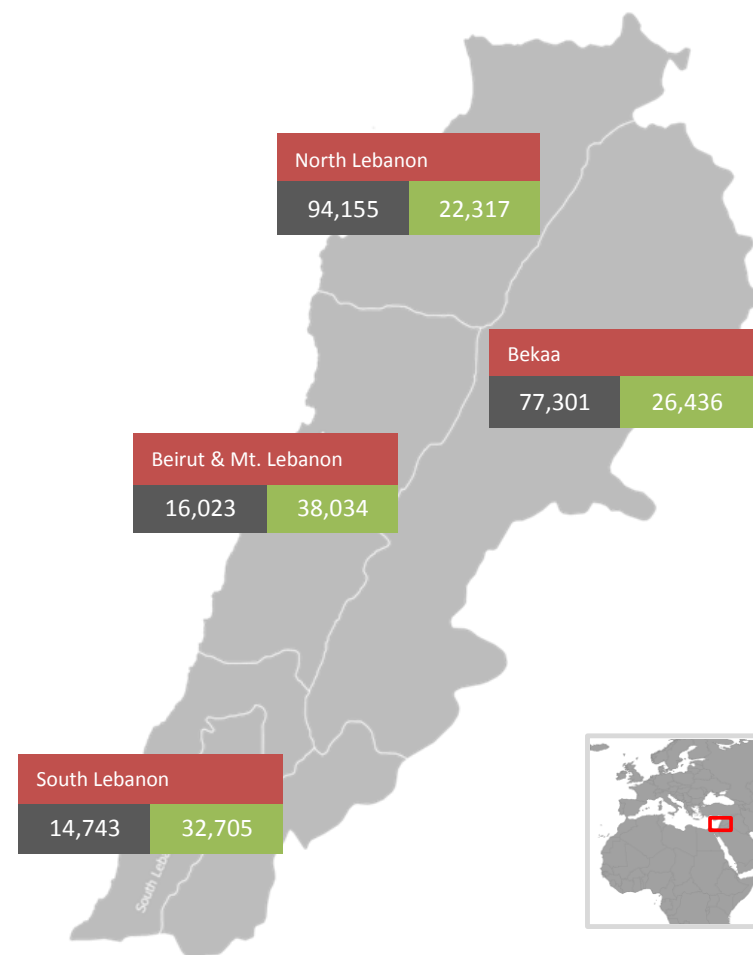 North Lebanon
94,155 22,317
Bekaa
77,301 26,436
Beirut & Mt. Lebanon
16,023 38,034
South Lebanon
14,743 32,705
South